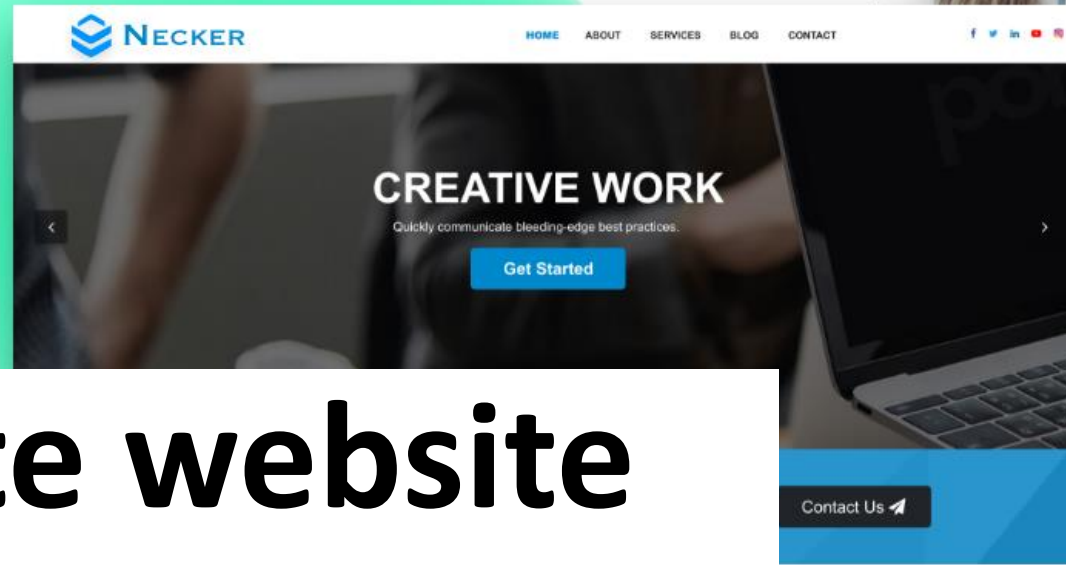 NECKER
HOME ABOUT SERVICES BLOG CONTACT
CREATIVE WORK
Quickly communicate bleeding-edge best practices.
Get Started
te website
Contact Us